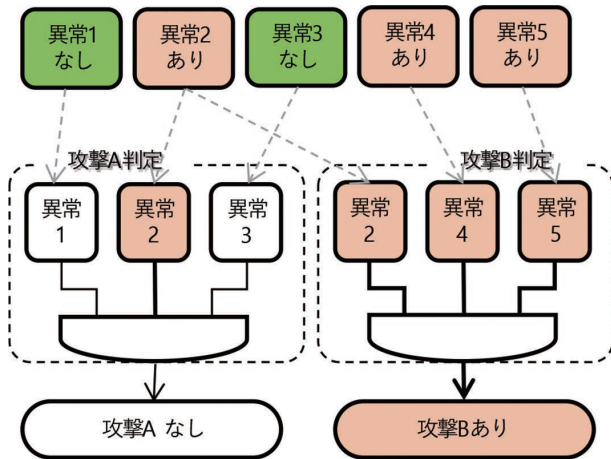 異常1
なし
異常2
あり
異常3
なし
異常4
あり
異常5
あり
攻撃A判定
異常
1
異常
2
異常
3
攻撃B判定
異常
2
異常
4
異常
5
攻撃A なし
攻撃Bあり